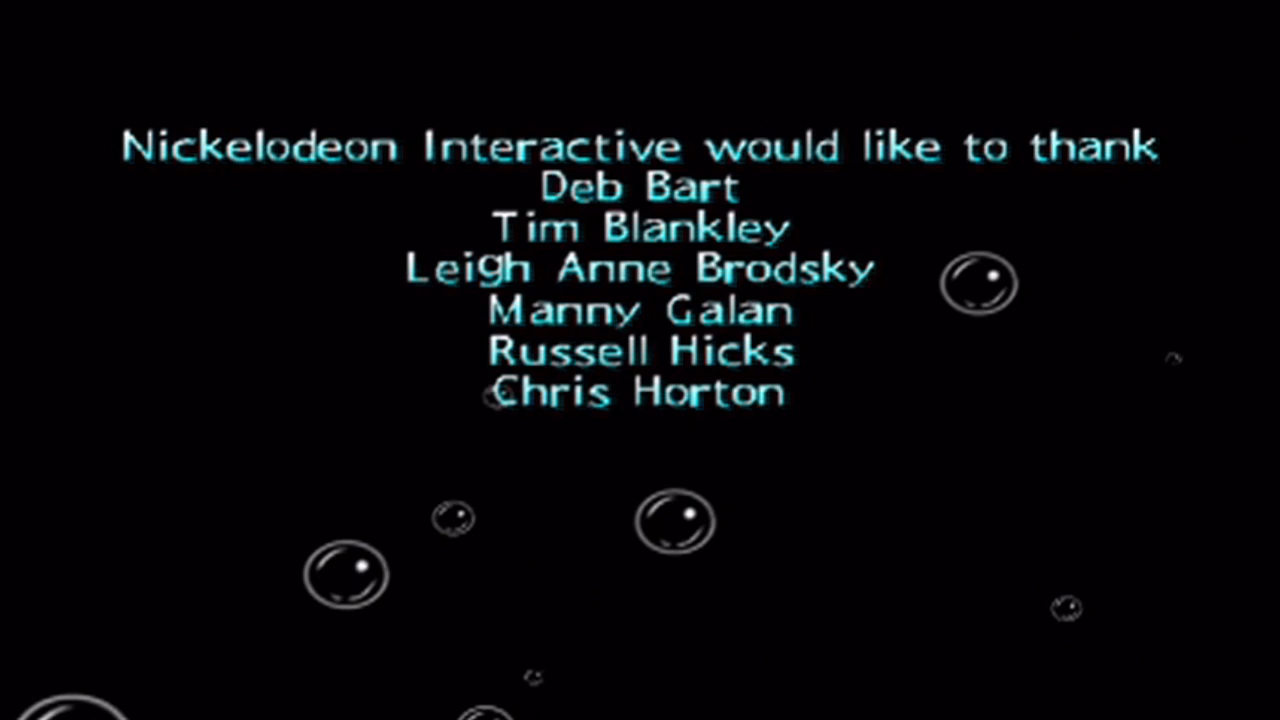 Nickelodeon Interactive would like to thank
Deb Bart
Tim Blankley
Leigh Anne Brodsky
Manny Galan
Russell Hicks
Chris Horton